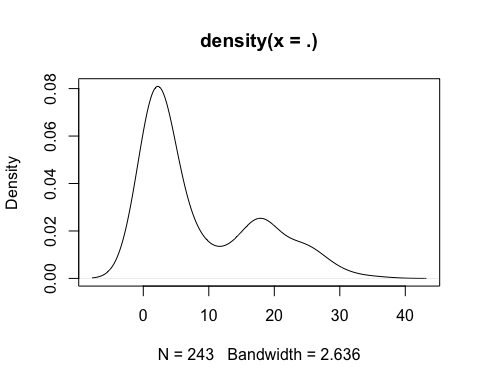 density(x = .)
Density
0.00 0.02 0.04 0.06 0.08
0 10 20 30 40
N = 243 Bandwidth = 2.636